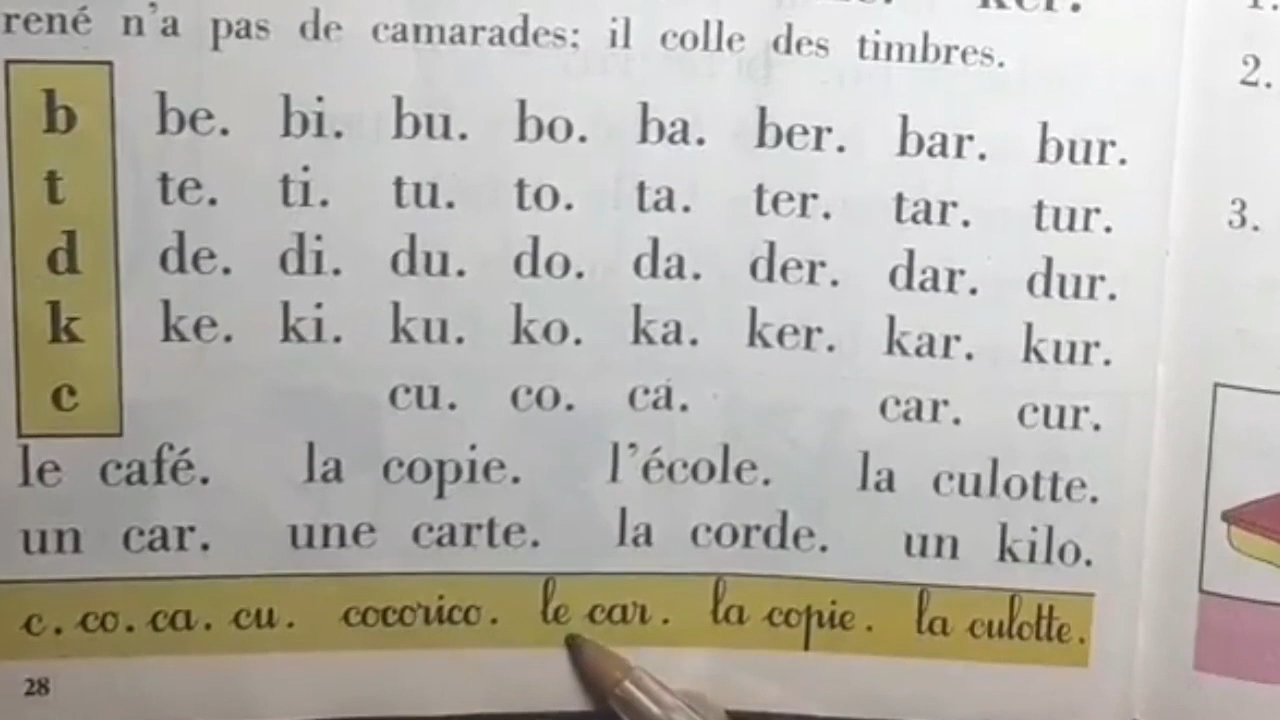 rené n'a pas de camarades; il colle des timbres.
b be. bi. bu. bo. ba. ber. bar. bur.
t te. ti. tu. to. ta. ter. tar. tur.
d de. di. du. do. da. der. dar. dur.
k ke. ki. ku. ko. ka. ker. kar. kur.
c cu. co. ca. car. cur.
le café. la copie. l'école. la culotte.
un car. une carte. la corde. un kilo.
c. co. ca. cu. cocorico. le car. la copie. la culotte.
28
2.
3.